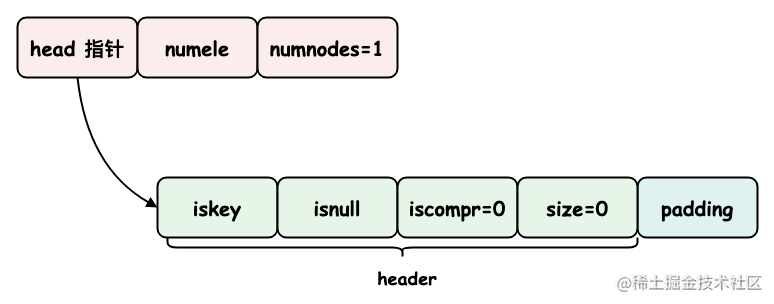 head 指针 numele numnodes=1
iskey isnull iscompr=0 size=0 padding
header
@稀土掘金技术社区